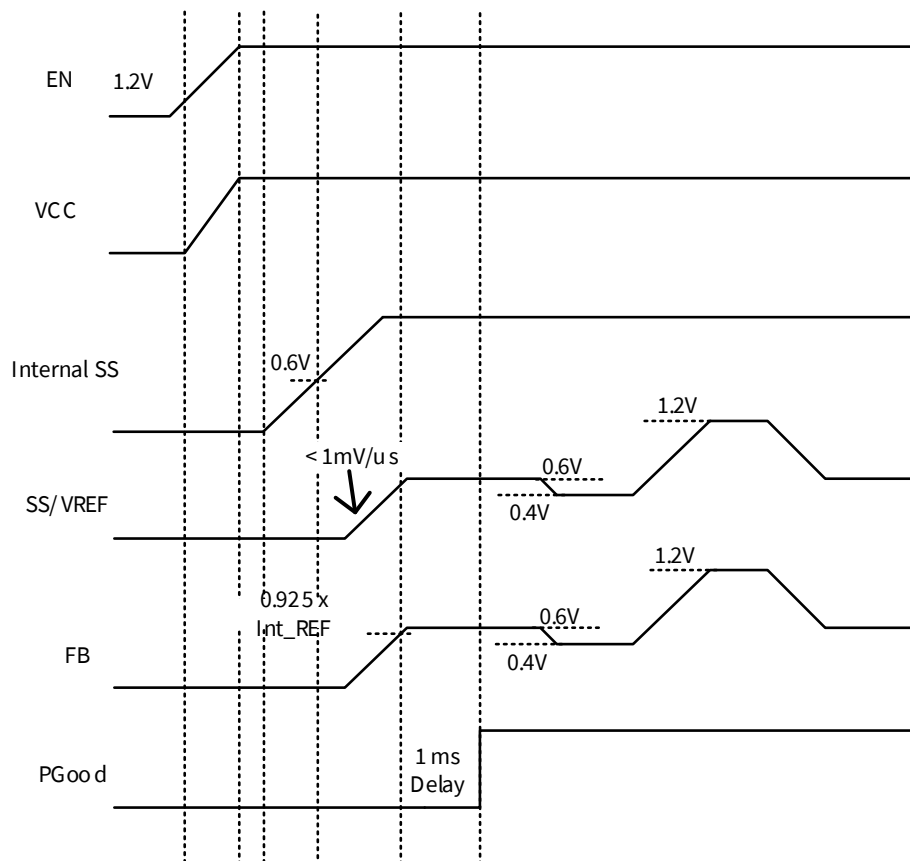 EN
1.2V
VCC
Internal SS
0.6V
< 1mV/us
SS/VREF
0.6V
0.4V
1.2V
0.925 x
Int_REF
FB
0.6V
0.4V
1.2V
PGood
1 ms
Delay